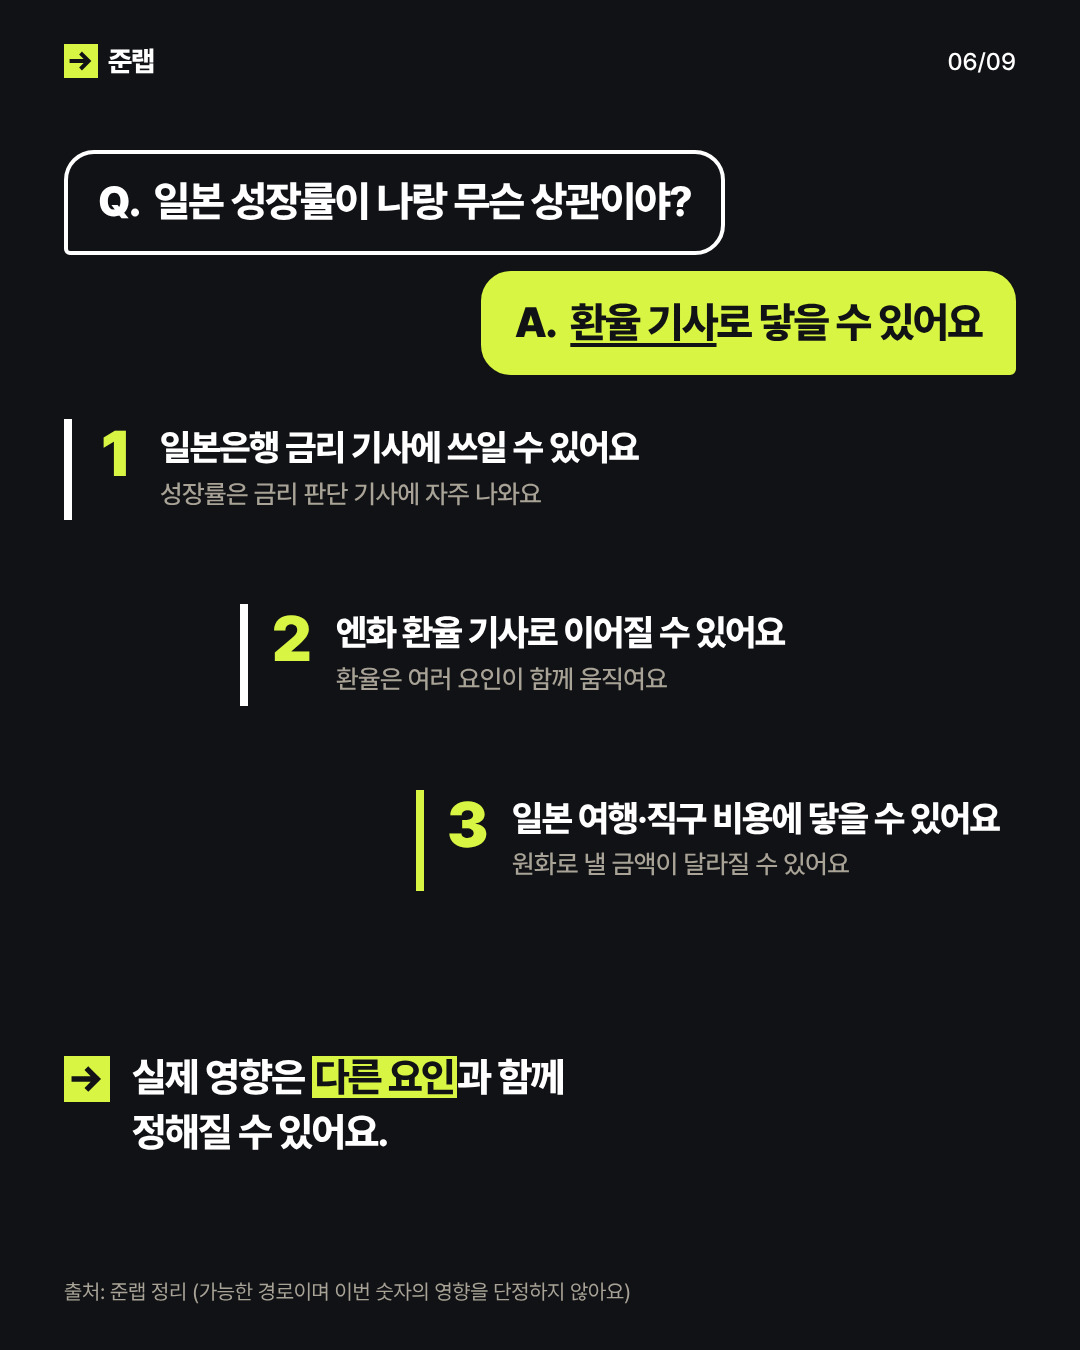 준랩
06/09
Q. 일본 성장률이 나랑 무슨 상관이야?
A. 환율 기사로 닿을 수 있어요
1 일본은행 금리 기사에 쓰일 수 있어요
성장률은 금리 판단 기사에 자주 나와요
2 엔화 환율 기사로 이어질 수 있어요
환율은 여러 요인이 함께 움직여요
3 일본 여행·직구 비용에 닿을 수 있어요
원화로 낼 금액이 달라질 수 있어요
실제 영향은 다른 요인과 함께
정해질 수 있어요.
출처: 준랩 정리 (가능한 경로이며 이번 숫자의 영향을 단정하지 않아요)